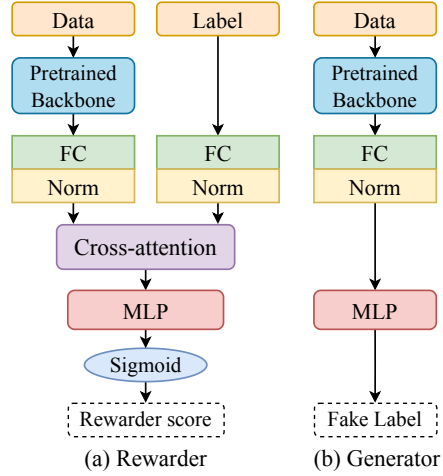 Data
Label
Pretrained
Backbone
FC
Norm
FC
Norm
Cross-attention
MLP
Sigmoid
Rewarder score
(a) Rewarder
Data
Pretrained
Backbone
FC
Norm
MLP
Fake Label
(b) Generator